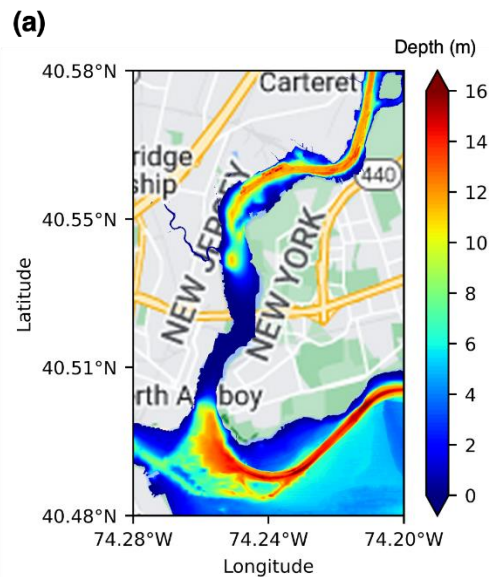 (a)
Depth (m)
40.58°N
40.55°N
40.51°N
40.48°N
Latitude
74.28°W
74.24°W
74.20°W
Longitude
16
14
12
10
8
6
4
2
0
Carteret
ridge
ship
440
NEW JERSEY
NEW YORK
rth A boy